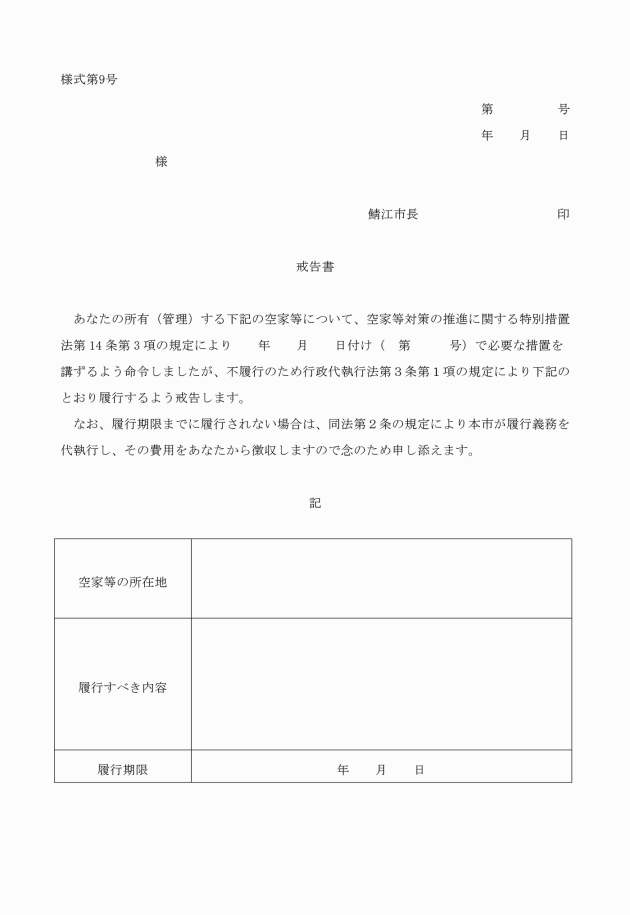 様式第9号
第　　　　　号
年　　月　　日
様
鯖江市長　　　　　　　　　　　印
戒告書
　あなたの所有（管理）する下記の空家等について、空家等対策の推進に関する特別措置
法第 14 条第 3 項の規定により　　年　　月　　日付け（　第　　　号）で必要な措置を
講ずるよう命令しましたが、不履行のため行政代執行法第３条第１項の規定により下記の
とおり履行するよう戒告します。
　なお、履行期限までに履行されない場合は、同法第２条の規定により本市が履行義務を
代執行し、その費用をあなたから徴収しますので念のため申し添えます。
記
空家等の所在地
履行すべき内容
履行期限　　　　年　　月　　日